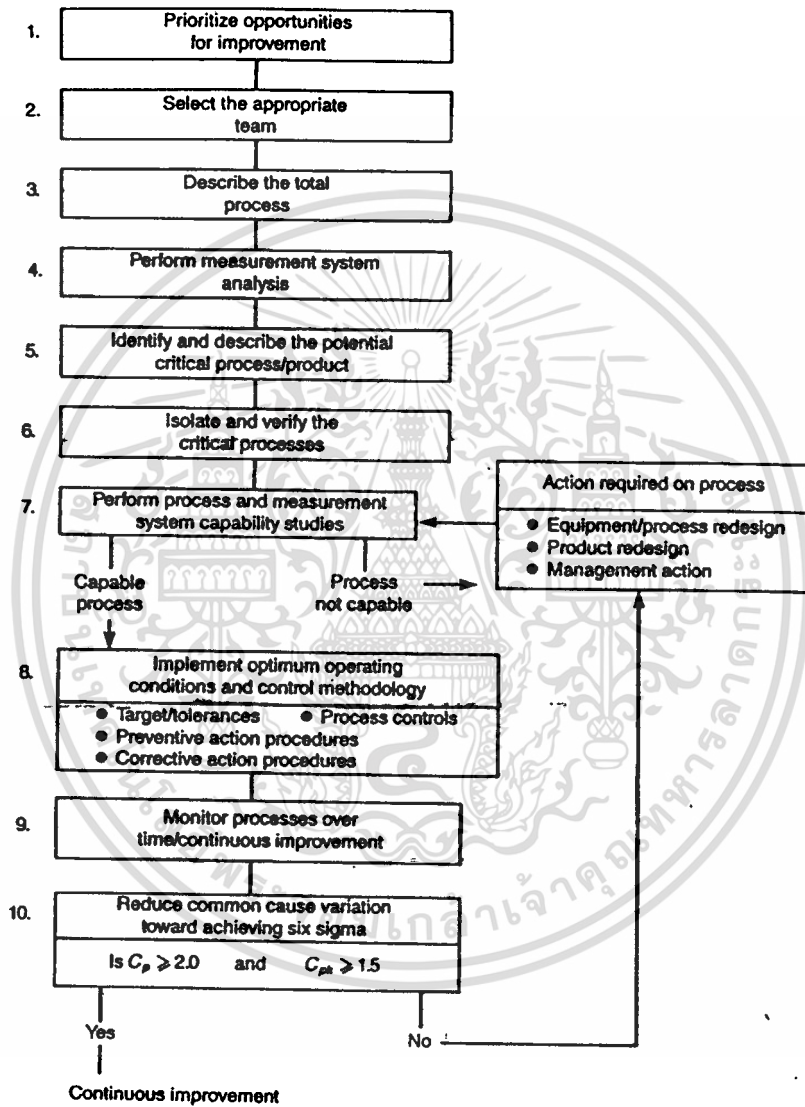 1.
Prioritize opportunities
for improvement
2.
Select the appropriate
team
3.
Describe the total
process
4.
Perform measurement system
analysis
5.
Identify and describe the potential
critical process/product
6.
Isolate and verify the
critical processes
7.
Perform process and measurement
system capability studies
Action required on process
● Equipment/process redesign
● Product redesign
● Management action
Capable
process
Process
not capable
8.
Implement optimum operating
conditions and control methodology
● Target/tolerances ● Process controls
● Preventive action procedures
● Corrective action procedures
9.
Monitor processes over
time/continuous improvement
10.
Reduce common cause variation
toward achieving six sigma
Is Cp ⩾ 2.0 and Cpk ⩾ 1.5
Yes
No
Continuous improvement